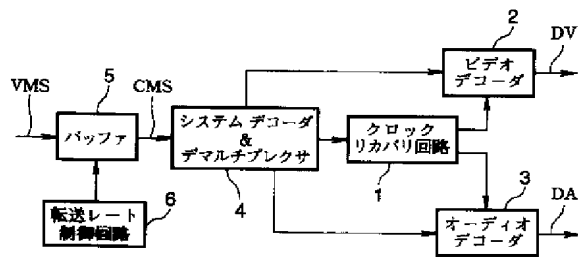 2
DV
ビデオ
デコーダ
VMS
5
CMS
バッファ
システム デコーダ
&
デマルチプレクサ
4
クロック
リカバリ回路
1
6
転送レート
制御回路
3
DA
オーディオ
デコーダ